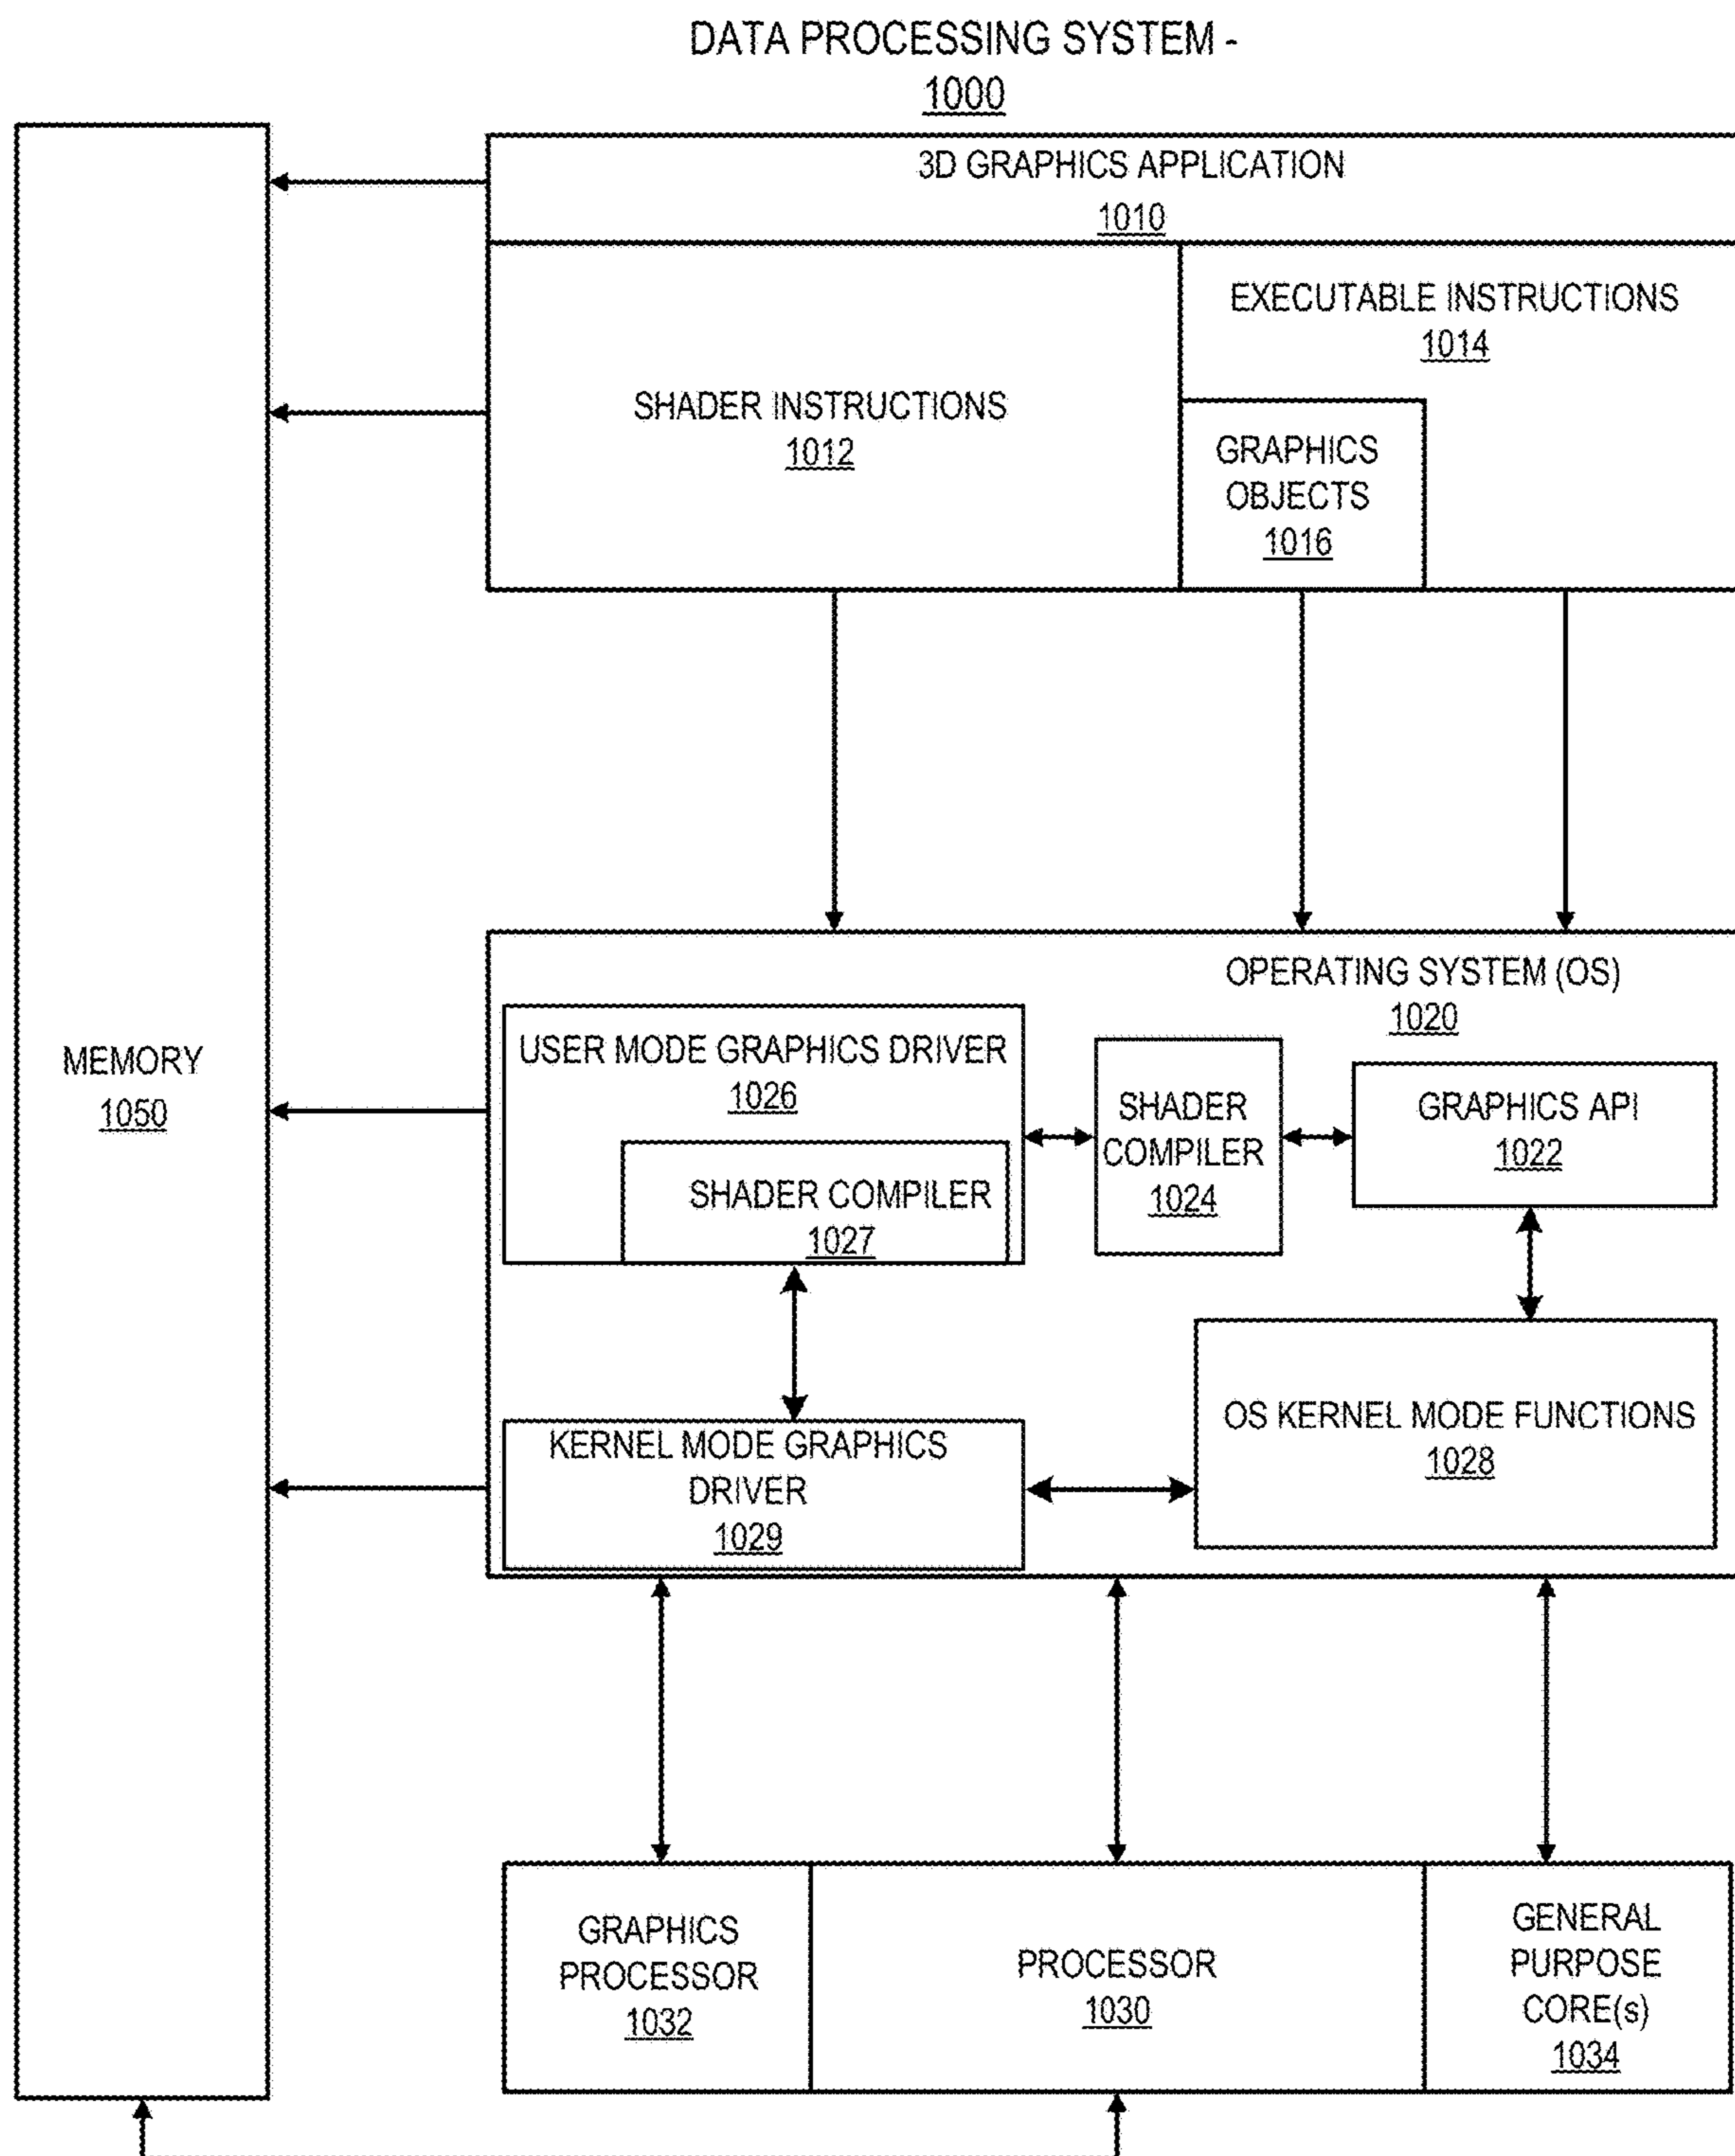 DATA PROCESSING SYSTEM -
1000
3D GRAPHICS APPLICATION
1010
SHADER INSTRUCTIONS
1012
EXECUTABLE INSTRUCTIONS
1014
GRAPHICS
OBJECTS
1016
MEMORY
1050
OPERATING SYSTEM (OS)
1020
USER MODE GRAPHICS DRIVER
1026
SHADER COMPILER
1027
SHADER
COMPILER
1024
GRAPHICS API
1022
KERNEL MODE GRAPHICS
DRIVER
1029
OS KERNEL MODE FUNCTIONS
1028
GRAPHICS
PROCESSOR
1032
PROCESSOR
1030
GENERAL
PURPOSE
CORE(s)
1034